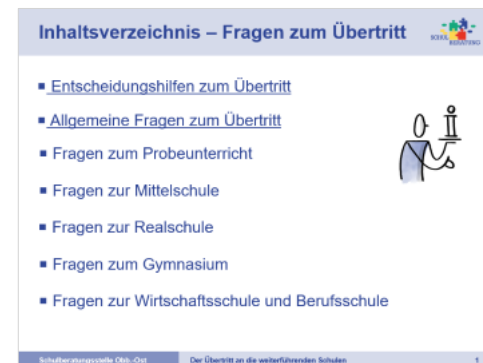 Inhaltsverzeichnis – Fragen zum Übertritt
SCHUL
BERATUNG
Entscheidungshilfen zum Übertritt
Allgemeine Fragen zum Übertritt
Fragen zum Probeunterricht
Fragen zur Mittelschule
Fragen zur Realschule
Fragen zum Gymnasium
Fragen zur Wirtschaftsschule und Berufsschule
Schulberatungsstelle Obb.-Ost Der Übertritt an die weiterführenden Schulen 1